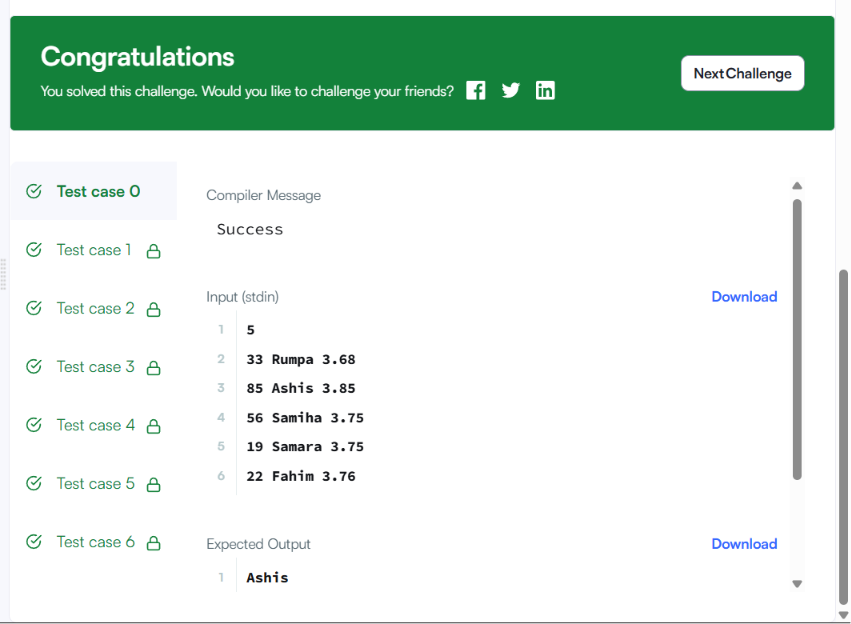 Congratulations
You solved this challenge. Would you like to challenge your friends?
Next Challenge
Test case 0
Test case 1
Test case 2
Test case 3
Test case 4
Test case 5
Test case 6
Compiler Message
Success
Input (stdin)
Download
1 5
2 33 Rumpa 3.68
3 85 Ashis 3.85
4 56 Samiha 3.75
5 19 Samara 3.75
6 22 Fahim 3.76
Expected Output
Download
1 Ashis